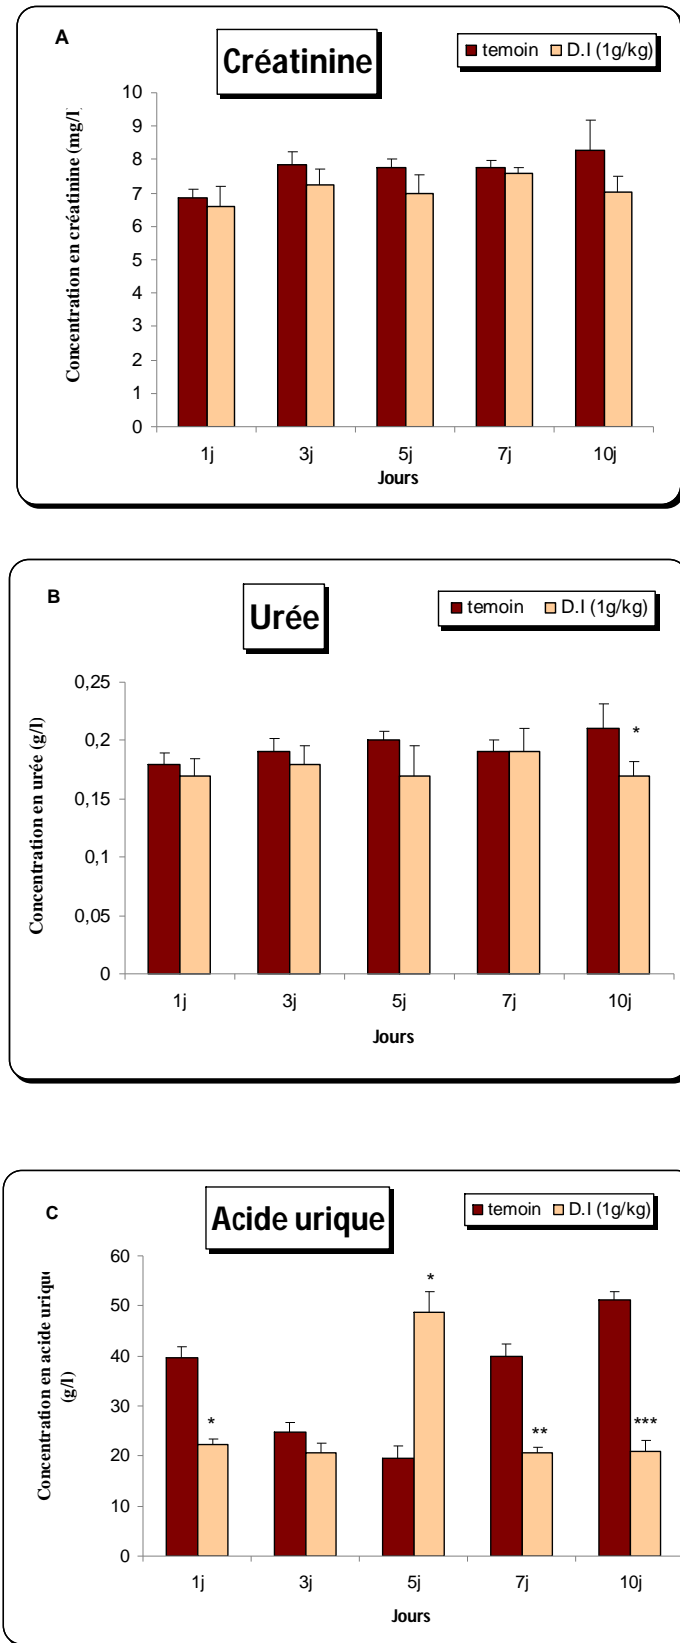 A
Créatinine
temoin D.I (1g/kg)
Concentration en créatinine (mg/l
10
9
8
7
6
5
4
3
2
1
0
1j 3j 5j 7j 10j
Jours
B
Urée
temoin D.I (1g/kg)
Concentration en urée (g/l)
0,25
0,2
0,15
0,1
0,05
0
*
1j 3j 5j 7j 10j
Jours
C
Acide urique
temoin D.I (1g/kg)
Concentration en acide urique
(g/l)
60
50
40
30
20
10
0
* * ** ***
1j 3j 5j 7j 10j
Jours